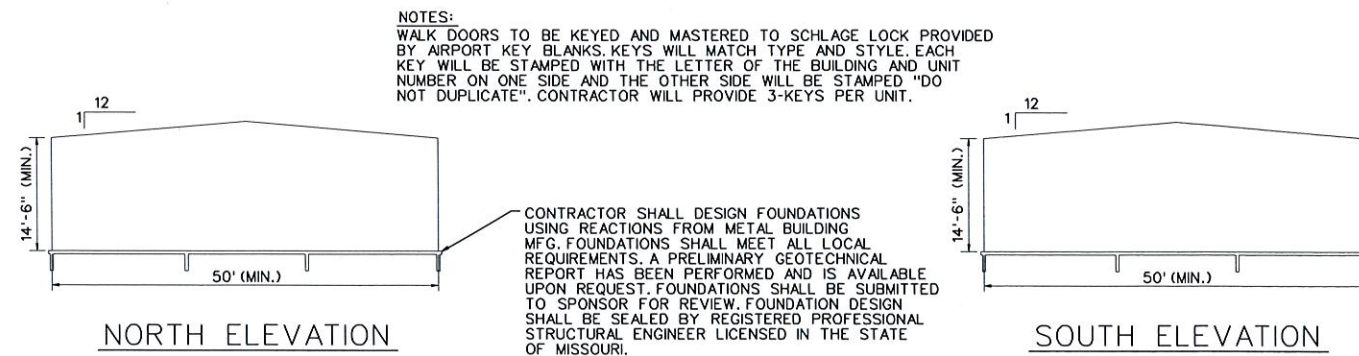 NOTES:
WALK DOORS TO BE KEYED AND MASTERED TO SCHLAGE LOCK PROVIDED
BY AIRPORT KEY BLANKS. KEYS WILL MATCH TYPE AND STYLE. EACH
KEY WILL BE STAMPED WITH THE LETTER OF THE BUILDING AND UNIT
NUMBER ON ONE SIDE AND THE OTHER SIDE WILL BE STAMPED "DO
NOT DUPLICATE". CONTRACTOR WILL PROVIDE 3-KEYS PER UNIT.
12
1
14'-6" (MIN.)
50' (MIN.)
NORTH ELEVATION
CONTRACTOR SHALL DESIGN FOUNDATIONS
USING REACTIONS FROM METAL BUILDING
MFG. FOUNDATIONS SHALL MEET ALL LOCAL
REQUIREMENTS. A PRELIMINARY GEOTECHNICAL
REPORT HAS BEEN PERFORMED AND IS AVAILABLE
UPON REQUEST. FOUNDATIONS SHALL BE SUBMITTED
TO SPONSOR FOR REVIEW. FOUNDATION DESIGN
SHALL BE SEALED BY REGISTERED PROFESSIONAL
STRUCTURAL ENGINEER LICENSED IN THE STATE
OF MISSOURI.
12
1
14'-6" (MIN.)
50' (MIN.)
SOUTH ELEVATION